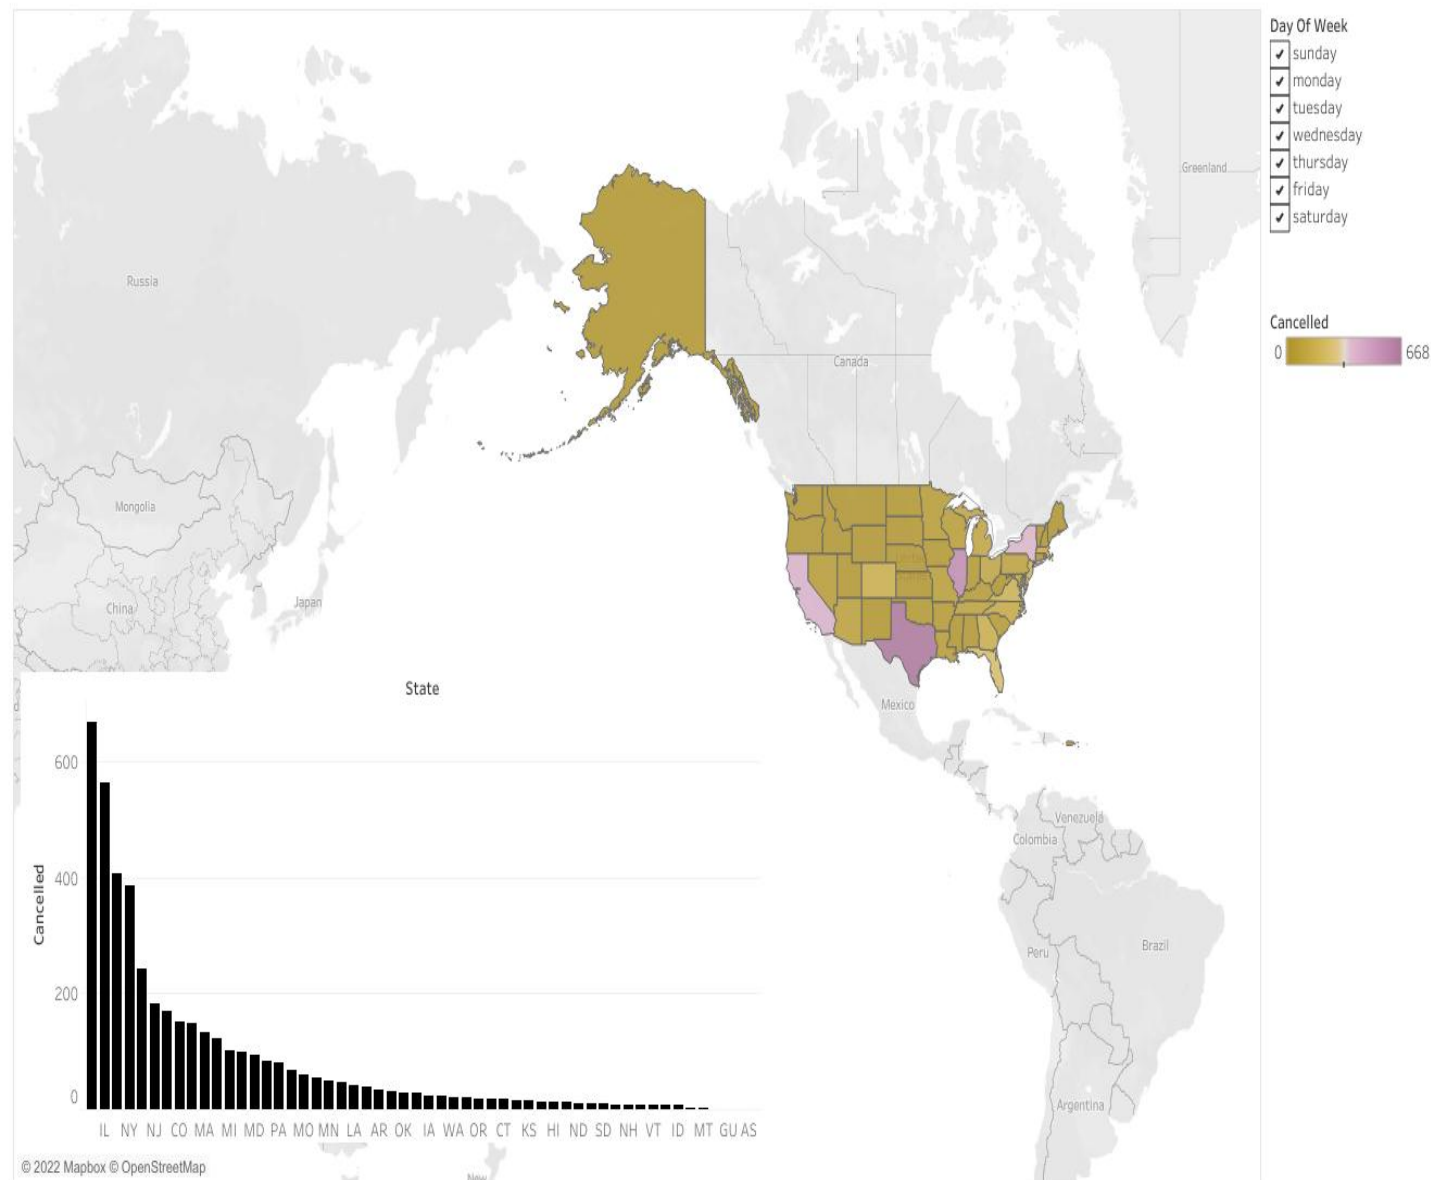 Day Of Week
sunday
monday
tuesday
wednesday
thursday
friday
saturday
Greenland
Russia
Cancelled
0
668
Canada
Mongolia
China
Japan
Mexico
State
Cancelled
600
400
200
0
IL NY NJ CO MA MI MD PA MO MN LA AR OK IA WA OR CT KS HI ND SD NH VT ID MT GU AS
Venezuela
Colombia
Peru
Brazil
Argentina
© 2022 Mapbox © OpenStreetMap